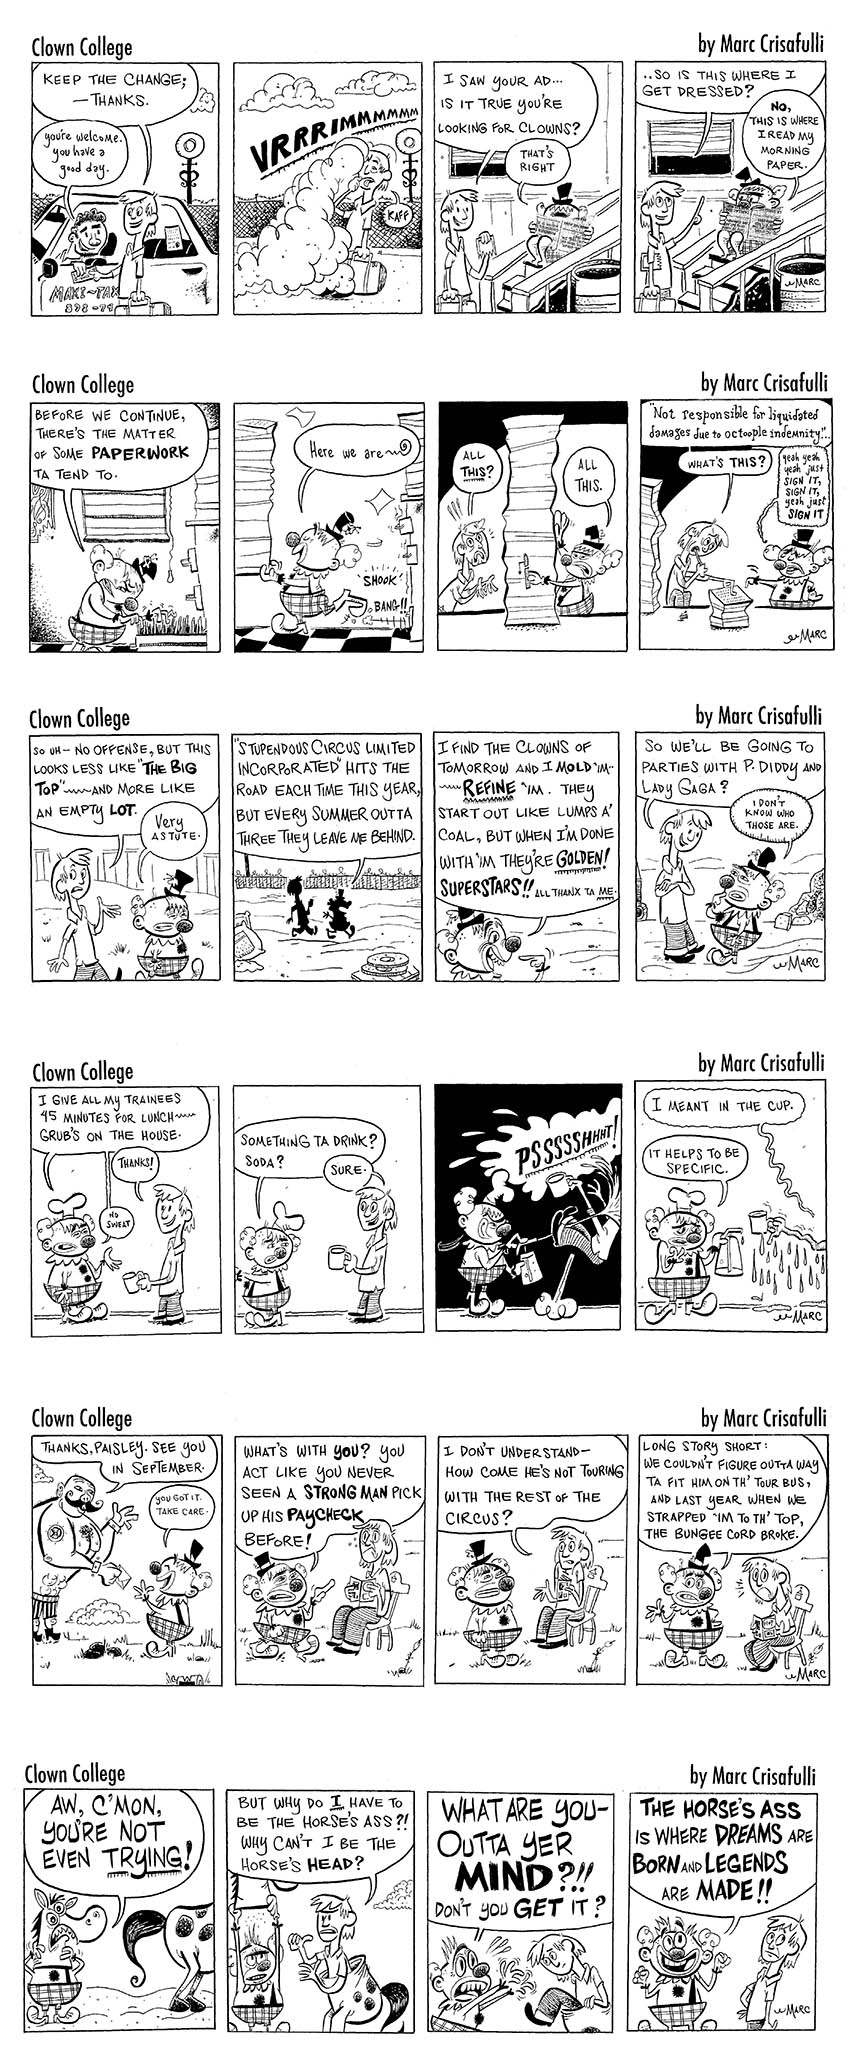 Clown College
by Marc Crisafulli
KEEP THE CHANGE;
—THANKS.
you're welcome.
you have a
good day.
MAXI-TAX
VRRRIMMMMMMM
KAFF
I SAW YOUR AD...
IS IT TRUE YOU'RE
LOOKING FOR CLOWNS?
THAT'S
RIGHT
..SO IS THIS WHERE I
GET DRESSED?
NO,
THIS IS WHERE
I READ MY
MORNING
PAPER.
MARC
Clown College
by Marc Crisafulli
BEFORE WE CONTINUE,
THERE'S THE MATTER
OF SOME PAPERWORK
TA TEND TO.
Here we are
SHOOK
BANG!!
ALL
THIS?
ALL
THIS.
"Not responsible for liquidated
damages due to octoople indemnity"...
WHAT'S THIS?
yeah yeah
yeah just
SIGN IT,
SIGN IT,
yeah just
SIGN IT
MARC
Clown College
by Marc Crisafulli
SO UH— NO OFFENSE, BUT THIS
LOOKS LESS LIKE "THE BIG
TOP" AND MORE LIKE
AN EMPTY LOT.
Very
ASTUTE.
"STUPENDOUS CIRCUS LIMITED
INCORPORATED" HITS THE
ROAD EACH TIME THIS YEAR,
BUT EVERY SUMMER OUTTA
THREE THEY LEAVE ME BEHIND.
I FIND THE CLOWNS OF
TOMORROW AND I MOLD 'IM--
REFINE 'IM. THEY
START OUT LIKE LUMPS A'
COAL, BUT WHEN I'M DONE
WITH 'IM THEY'RE GOLDEN!
SUPERSTARS!! ALL THANX TA ME.
SO WE'LL BE GOING TO
PARTIES WITH P. DIDDY AND
LADY GAGA?
I DON'T
KNOW WHO
THOSE ARE.
MARC
Clown College
by Marc Crisafulli
I GIVE ALL MY TRAINEES
45 MINUTES FOR LUNCH
GRUB'S ON THE HOUSE.
THANKS!
NO
SWEAT
SOMETHING TA DRINK?
SODA?
SURE.
PSSSSSHHHT!
I MEANT IN THE CUP.
IT HELPS TO BE
SPECIFIC.
MARC
Clown College
by Marc Crisafulli
THANKS, PAISLEY. SEE YOU
IN SEPTEMBER.
YOU GOT IT.
TAKE CARE.
WHAT'S WITH YOU? YOU
ACT LIKE YOU NEVER
SEEN A STRONG MAN PICK
UP HIS PAYCHECK
BEFORE!
I DON'T UNDERSTAND—
HOW COME HE'S NOT TOURING
WITH THE REST OF THE
CIRCUS?
LONG STORY SHORT:
WE COULDN'T FIGURE OUTTA WAY
TA FIT HIM ON TH' TOUR BUS,
AND LAST YEAR WHEN WE
STRAPPED 'IM TO TH' TOP,
THE BUNGEE CORD BROKE.
MARC
Clown College
by Marc Crisafulli
AW, C'MON,
YOU'RE NOT
EVEN TRYING!
BUT WHY DO I HAVE TO
BE THE HORSE'S ASS?!
WHY CAN'T I BE THE
HORSE'S HEAD?
WHAT ARE YOU-
OUTTA YER
MIND?!!
DON'T YOU GET IT?
THE HORSE'S ASS
IS WHERE DREAMS ARE
BORN AND LEGENDS
ARE MADE!!
MARC